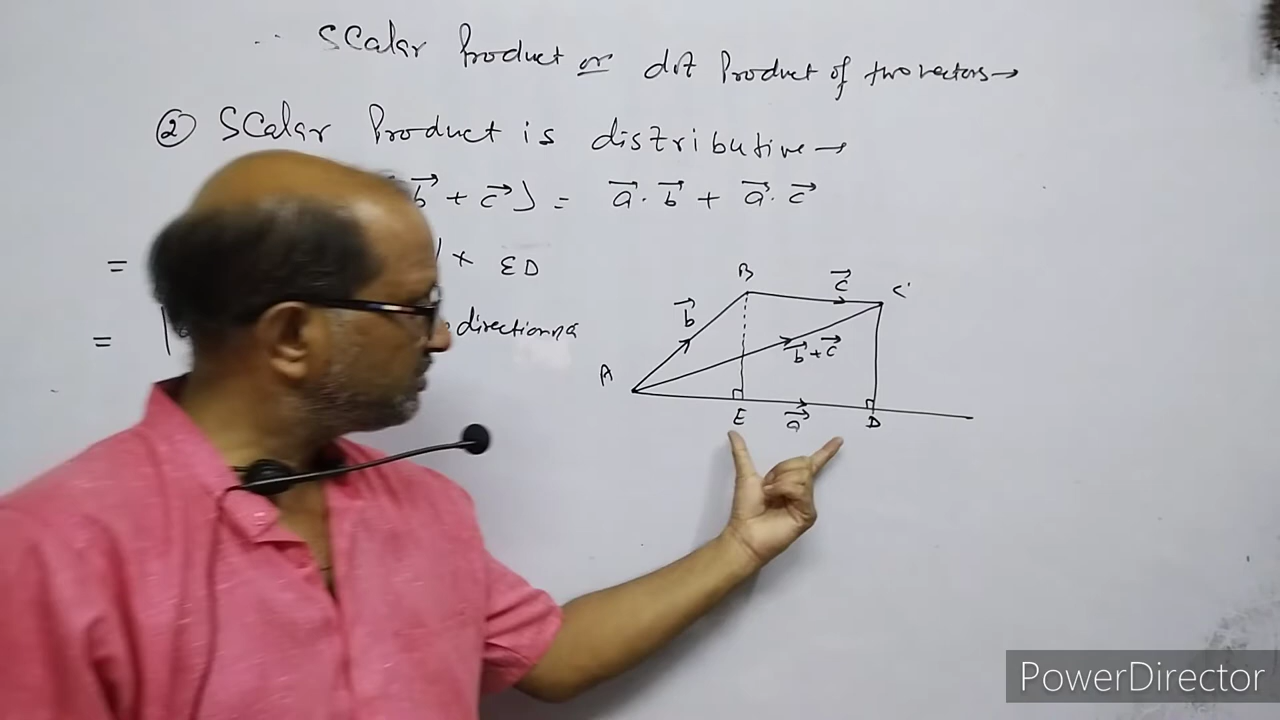 ∴ Scalar Product or dot Product of two vectors →
② Scalar Product is distributive →
b⃗ + c⃗ ) = a⃗ . b⃗ + a⃗ . c⃗
= | × ED
= | directionna
B c⃗ C
b⃗
b⃗ + c⃗
A
E a⃗ D
PowerDirector